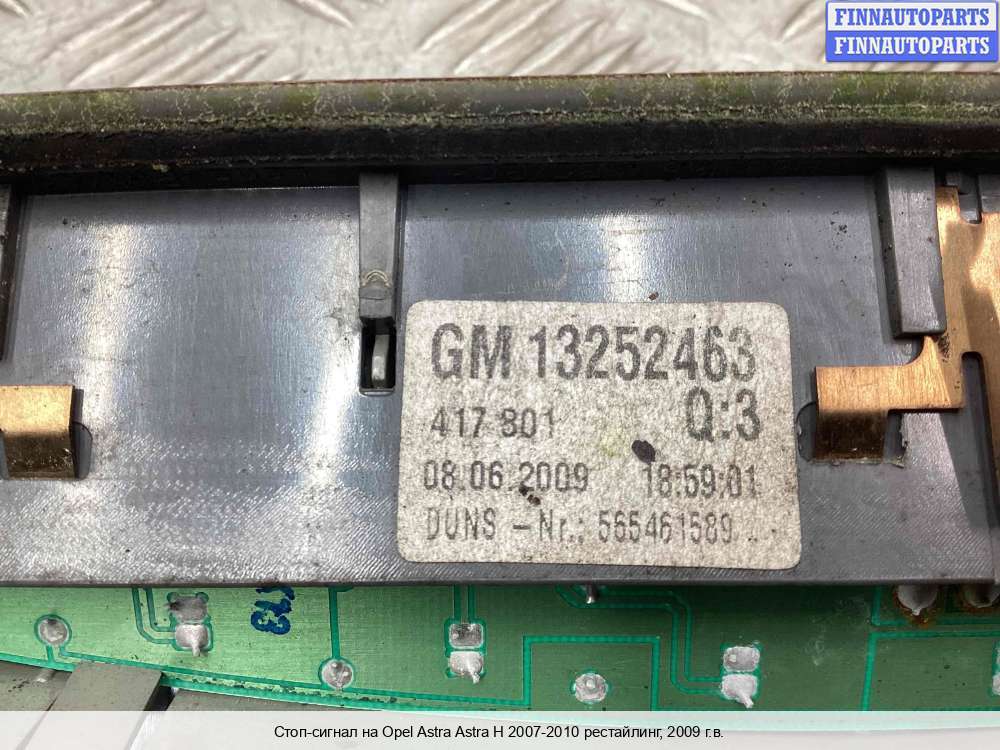 FINNAUTOPARTS
FINNAUTOPARTS
GM 13252463
417 801 Q:3
08.06.2009 18:59:01
DUNS - Nr.: 565461589
Стоп-сигнал на Opel Astra Astra H 2007-2010 рестайлинг, 2009 г.в.